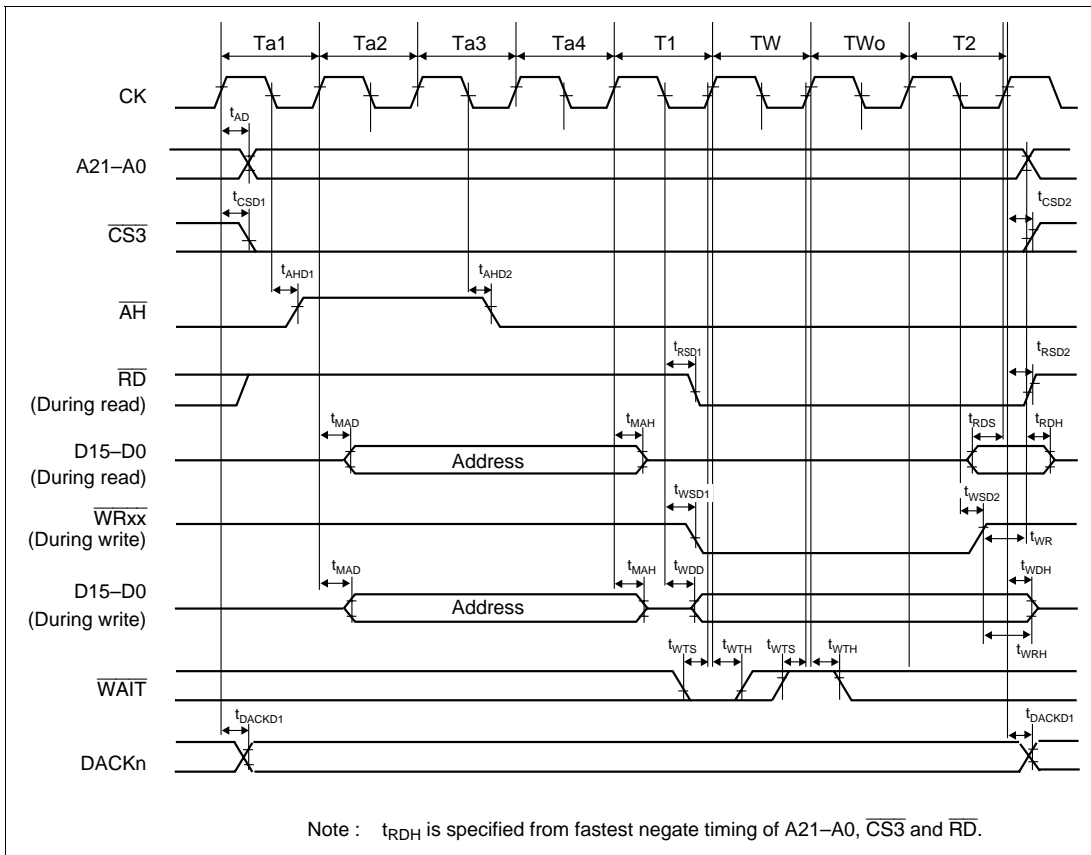 Ta1 Ta2 Ta3 Ta4 T1 TW TWo T2
CK
tAD
A21–A0
tCSD1 tCSD2
CS3
tAHD1 tAHD2
AH
tRSD1 tRSD2
RD
(During read)
tMAD tMAH tRDS tRDH
D15–D0
(During read)
Address
tWSD1 tWSD2
WRxx
(During write)
tWR
tMAD tMAH tWDD tWDH
D15–D0
(During write)
Address
tWRH
tWTS tWTH tWTS tWTH
WAIT
tDACKD1 tDACKD1
DACKn
Note : tRDH is specified from fastest negate timing of A21–A0, CS3 and RD.